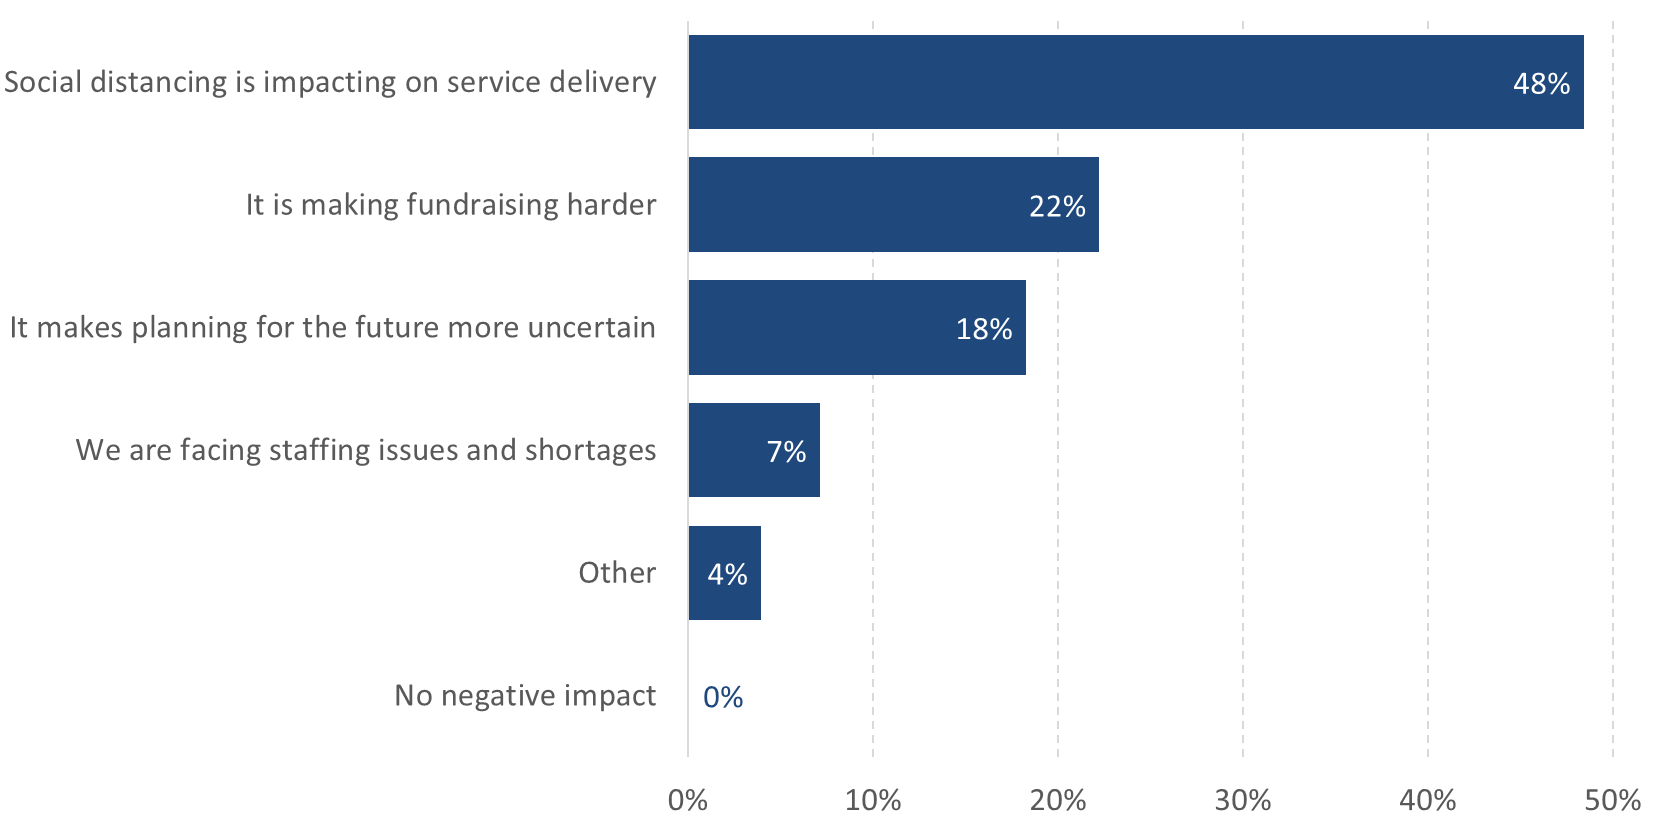 Social distancing is impacting on service delivery 48%
It is making fundraising harder 22%
It makes planning for the future more uncertain 18%
We are facing staffing issues and shortages 7%
Other 4%
No negative impact 0%
0% 10% 20% 30% 40% 50%